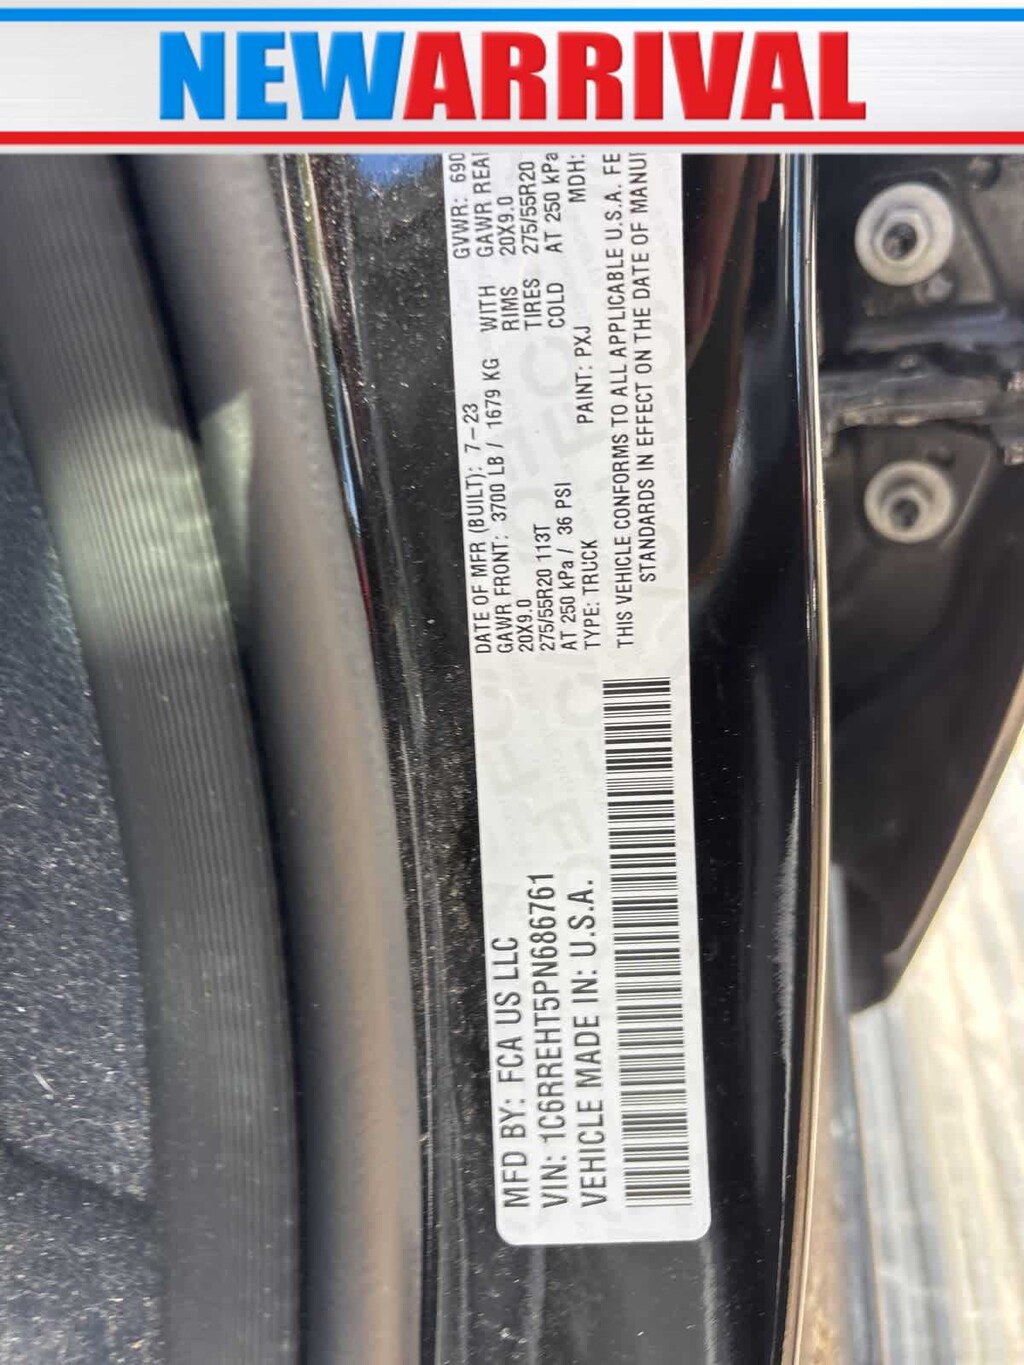 NEWARRIVAL
MFD BY: FCA US LLC
VIN: 1C6RREHT5PN686761
VEHICLE MADE IN: U.S.A.
DATE OF MFR (BUILT): 7-23
GVWR: 690
GAWR FRONT: 3700 LB / 1679 KG WITH GAWR REA
20X9.0 RIMS 20X9.0
275/55R20 113T TIRES 275/55R20
AT 250 kPa / 36 PSI COLD AT 250 kPa
TYPE: TRUCK PAINT: PXJ MDH:
THIS VEHICLE CONFORMS TO ALL APPLICABLE U.S.A. FE
STANDARDS IN EFFECT ON THE DATE OF MANU